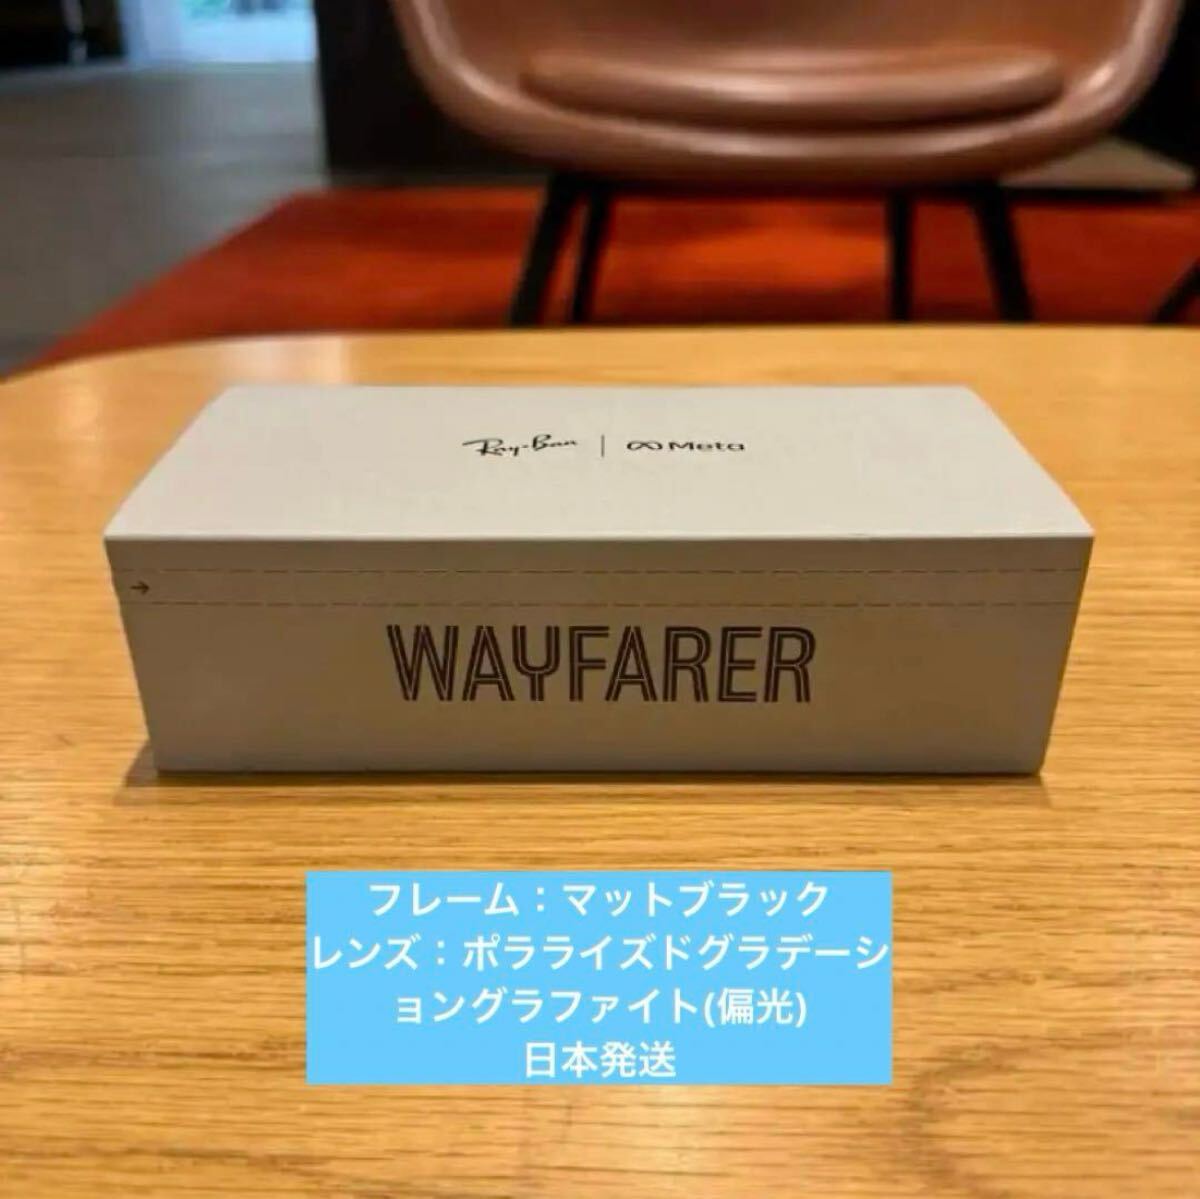 Ray-Ban | Meta
→
WAYFARER
フレーム：マットブラック
レンズ：ポラライズドグラデーシ
ョングラファイト(偏光)
日本発送